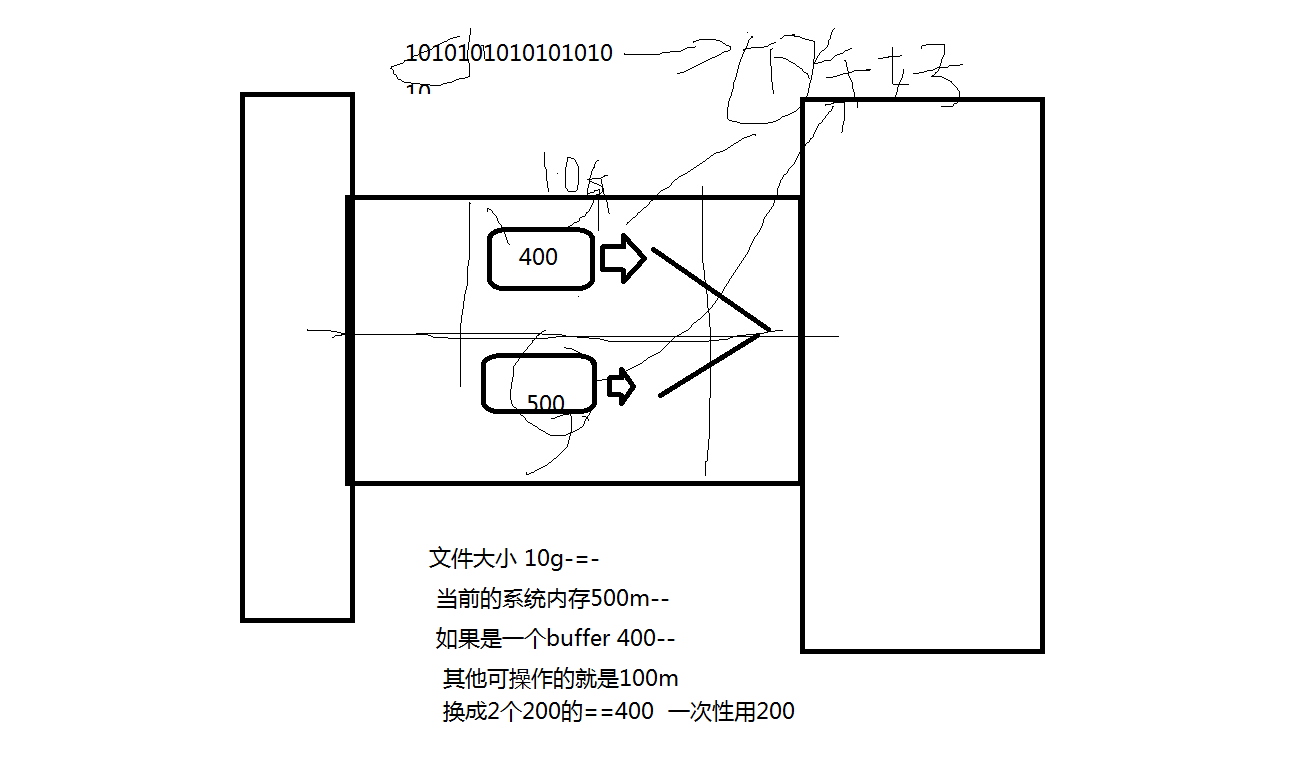 101010101010101010
10
10g
400
500
文件大小 10g-=-
当前的系统内存500m--
如果是一个buffer 400--
其他可操作的就是100m
换成2个200的==400 一次性用200